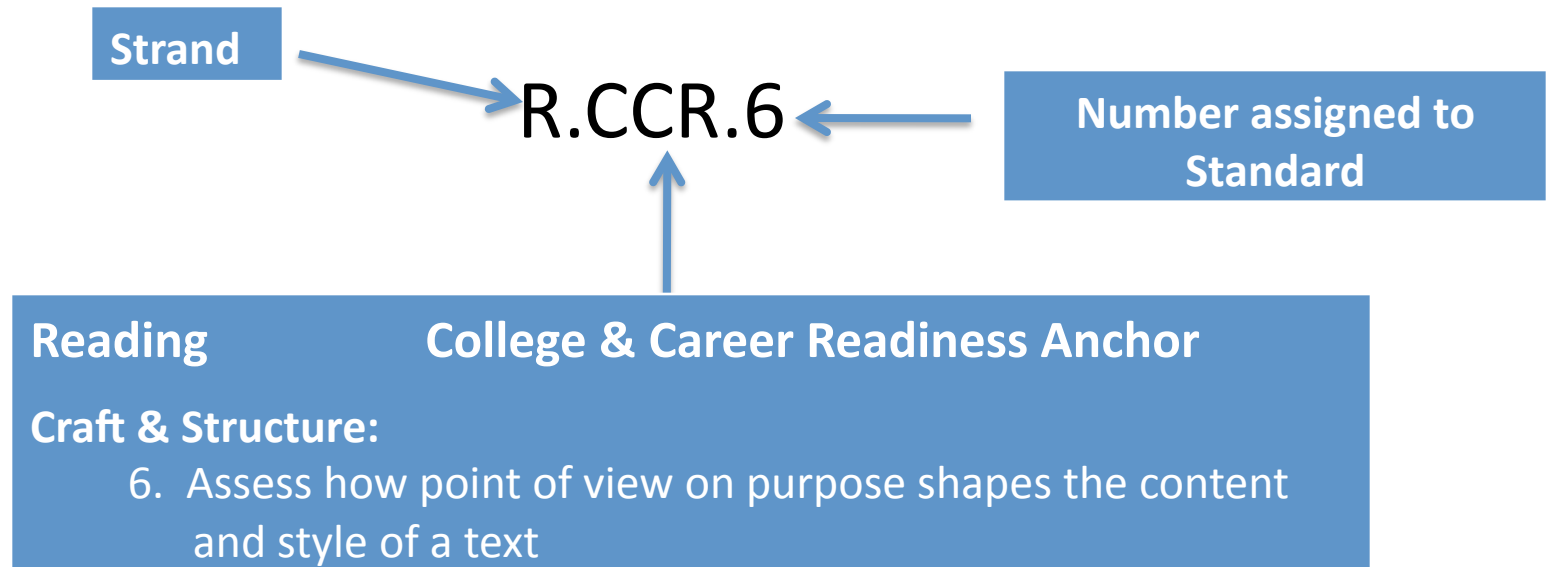 Strand
R.CCR.6
Number assigned to
Standard
Reading College & Career Readiness Anchor
Craft & Structure:
6. Assess how point of view on purpose shapes the content
and style of a text